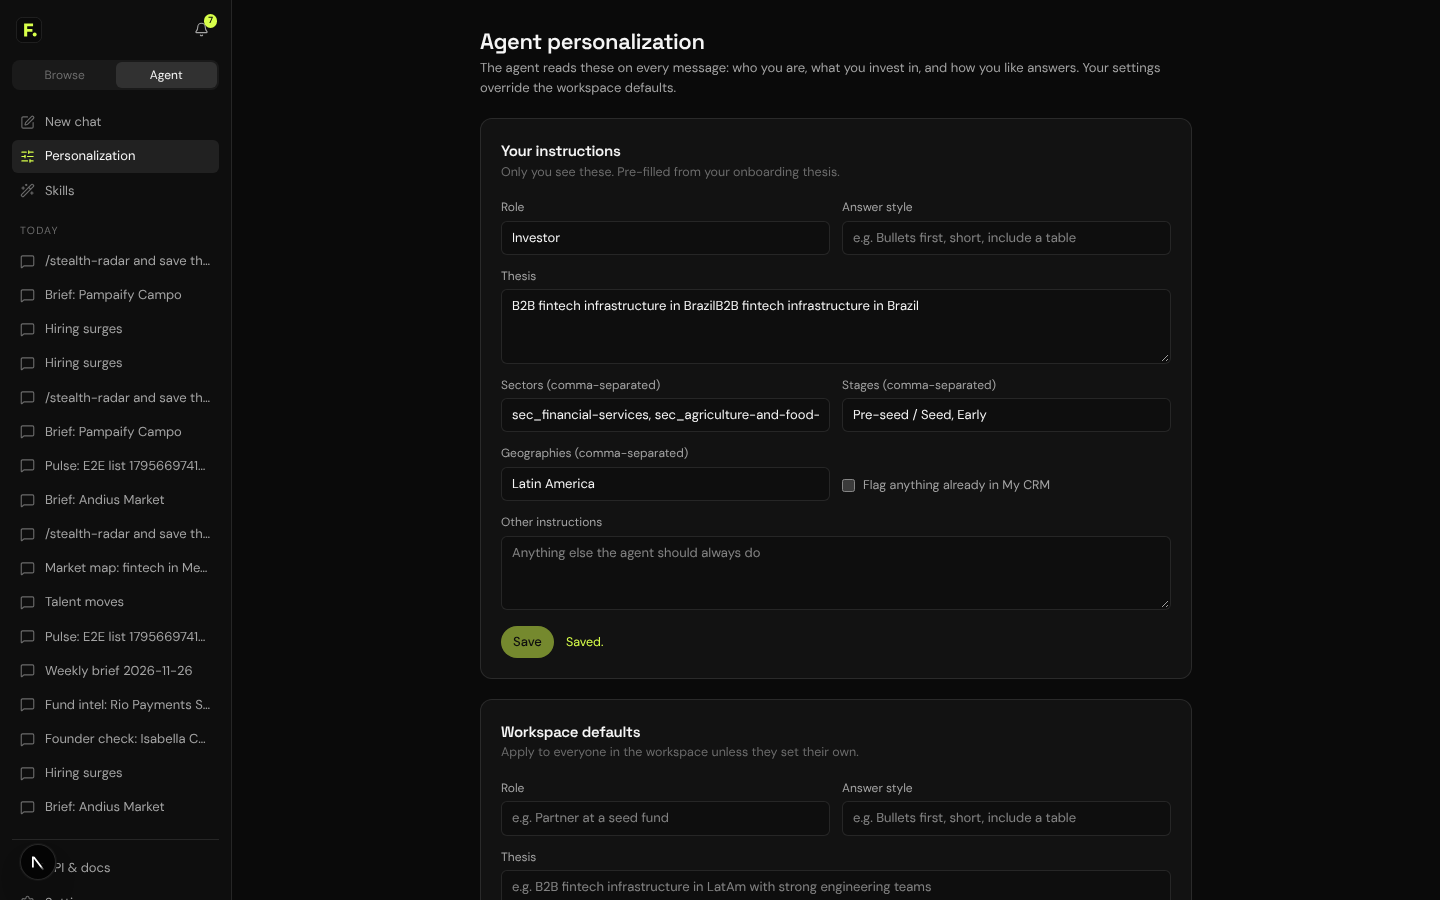 F.
7
Browse
Agent
New chat
Personalization
Skills
TODAY
/stealth-radar and save th...
Brief: Pampaify Campo
Hiring surges
Hiring surges
/stealth-radar and save th...
Brief: Pampaify Campo
Pulse: E2E list 1795669741...
Brief: Andius Market
/stealth-radar and save th...
Market map: fintech in Me...
Talent moves
Pulse: E2E list 1795669741...
Weekly brief 2026-11-26
Fund intel: Rio Payments S...
Founder check: Isabella C...
Hiring surges
Brief: Andius Market
PI & docs
Agent personalization
The agent reads these on every message: who you are, what you invest in, and how you like answers. Your settings
override the workspace defaults.
Your instructions
Only you see these. Pre-filled from your onboarding thesis.
Role
Answer style
Investor
e.g. Bullets first, short, include a table
Thesis
B2B fintech infrastructure in BrazilB2B fintech infrastructure in Brazil
Sectors (comma-separated)
Stages (comma-separated)
sec_financial-services, sec_agriculture-and-food-
Pre-seed / Seed, Early
Geographies (comma-separated)
Latin America
Flag anything already in My CRM
Other instructions
Anything else the agent should always do
Save
Saved.
Workspace defaults
Apply to everyone in the workspace unless they set their own.
Role
Answer style
e.g. Partner at a seed fund
e.g. Bullets first, short, include a table
Thesis
e.g. B2B fintech infrastructure in LatAm with strong engineering teams